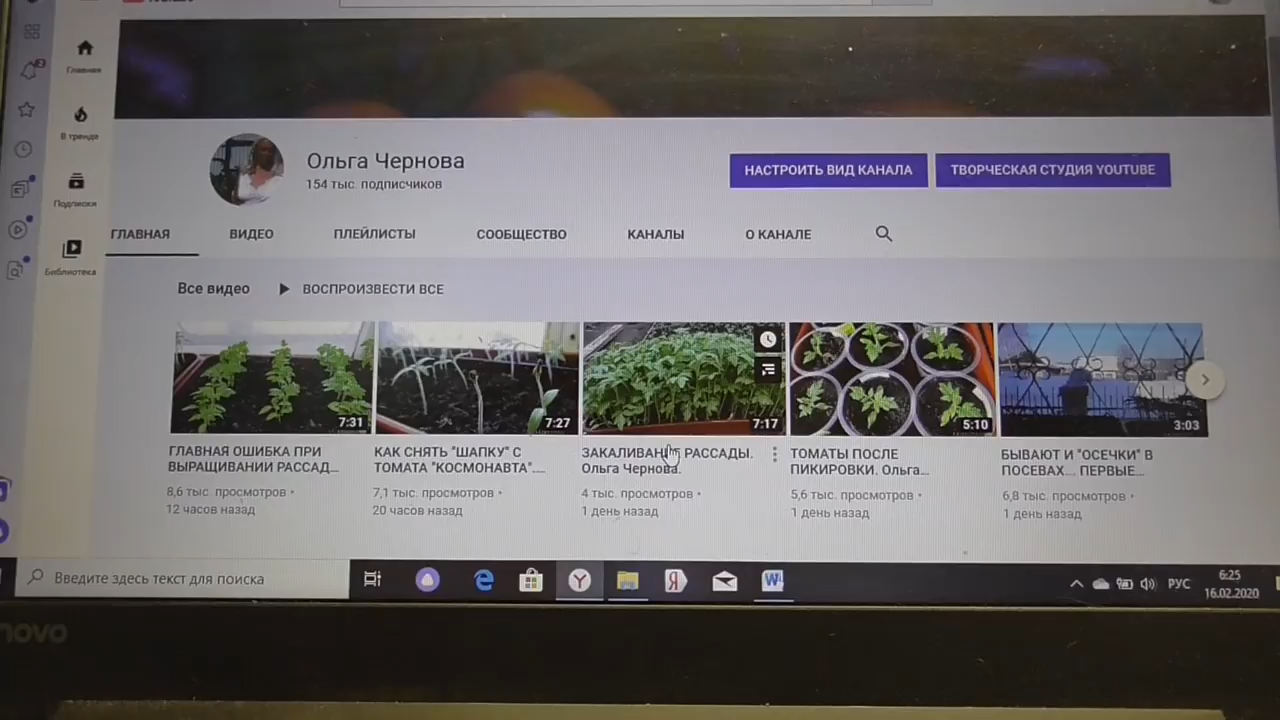 Главная
В тренде
Подписки
Библиотека
Ольга Чернова
154 тыс. подписчиков
НАСТРОИТЬ ВИД КАНАЛА
ТВОРЧЕСКАЯ СТУДИЯ YOUTUBE
ГЛАВНАЯ
ВИДЕО
ПЛЕЙЛИСТЫ
СООБЩЕСТВО
КАНАЛЫ
О КАНАЛЕ
Все видео
ВОСПРОИЗВЕСТИ ВСЕ
7:31
7:27
7:17
5:10
3:03
ГЛАВНАЯ ОШИБКА ПРИ
ВЫРАЩИВАНИИ РАССАД...
8,6 тыс. просмотров •
12 часов назад
КАК СНЯТЬ "ШАПКУ" С
ТОМАТА "КОСМОНАВТА"....
7,1 тыс. просмотров •
20 часов назад
ЗАКАЛИВАНИЕ РАССАДЫ.
Ольга Чернова.
4 тыс. просмотров •
1 день назад
ТОМАТЫ ПОСЛЕ
ПИКИРОВКИ. Ольга...
5,6 тыс. просмотров •
1 день назад
БЫВАЮТ И "ОСЕЧКИ" В
ПОСЕВАХ.... ПЕРВЫЕ...
6,8 тыс. просмотров •
1 день назад
Введите здесь текст для поиска
РУС
6:25
16.02.2020
novo